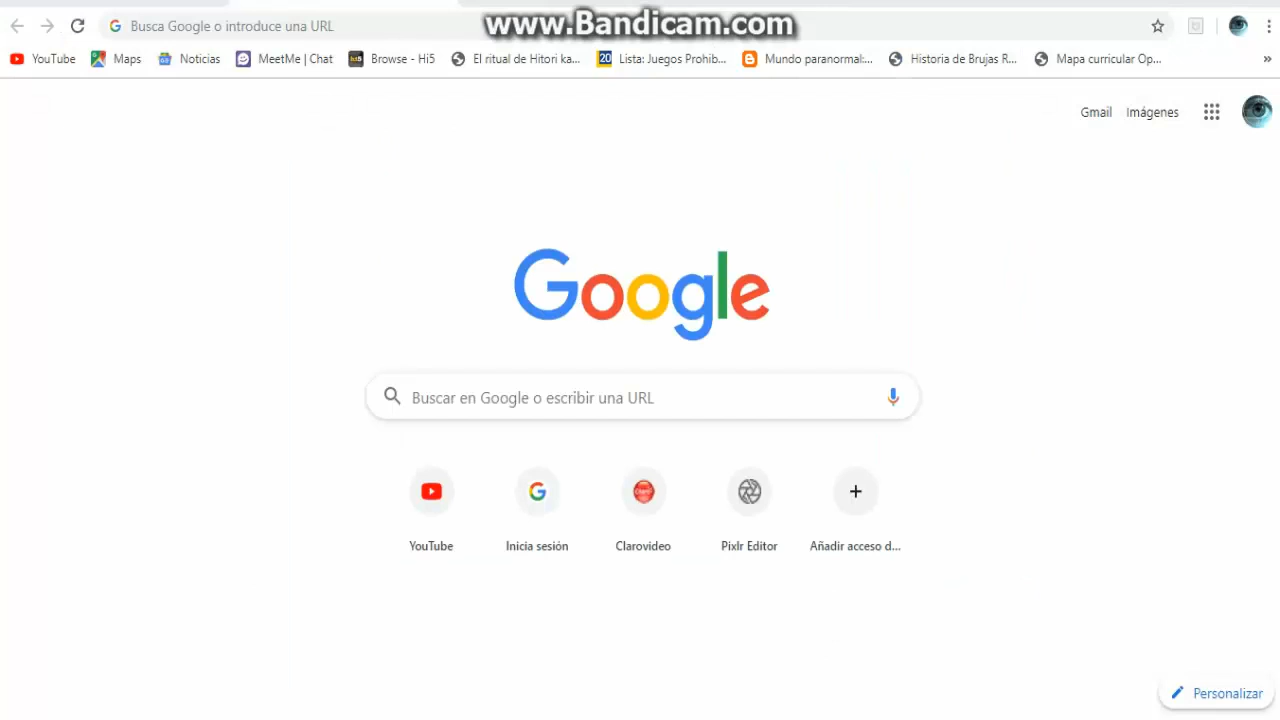 www.Bandicam.com
Busca Google o introduce una URL
YouTube Maps Noticias MeetMe | Chat Browse - Hi5 El ritual de Hitori ka... Lista: Juegos Prohib... Mundo paranormal:... Historia de Brujas R... Mapa curricular Op... »
Gmail Imágenes
Google
Buscar en Google o escribir una URL
YouTube Inicia sesión Clarovideo Pixlr Editor Añadir acceso d...
Personalizar